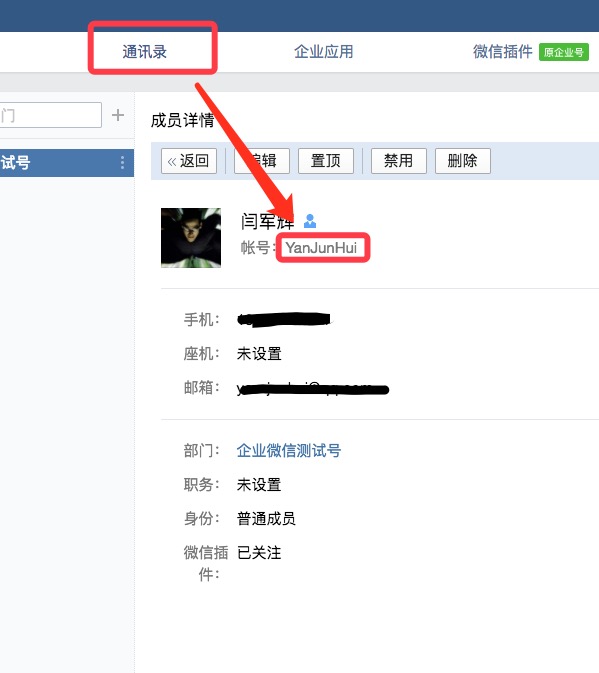 通讯录 企业应用 微信插件 原企业号
门 +
成员详情
试号
«返回 编辑 置顶 禁用 删除
闫军辉
帐号: YanJunHui
手机:
座机: 未设置
邮箱:
部门: 企业微信测试号
职务: 未设置
身份: 普通成员
微信插 已关注
件: